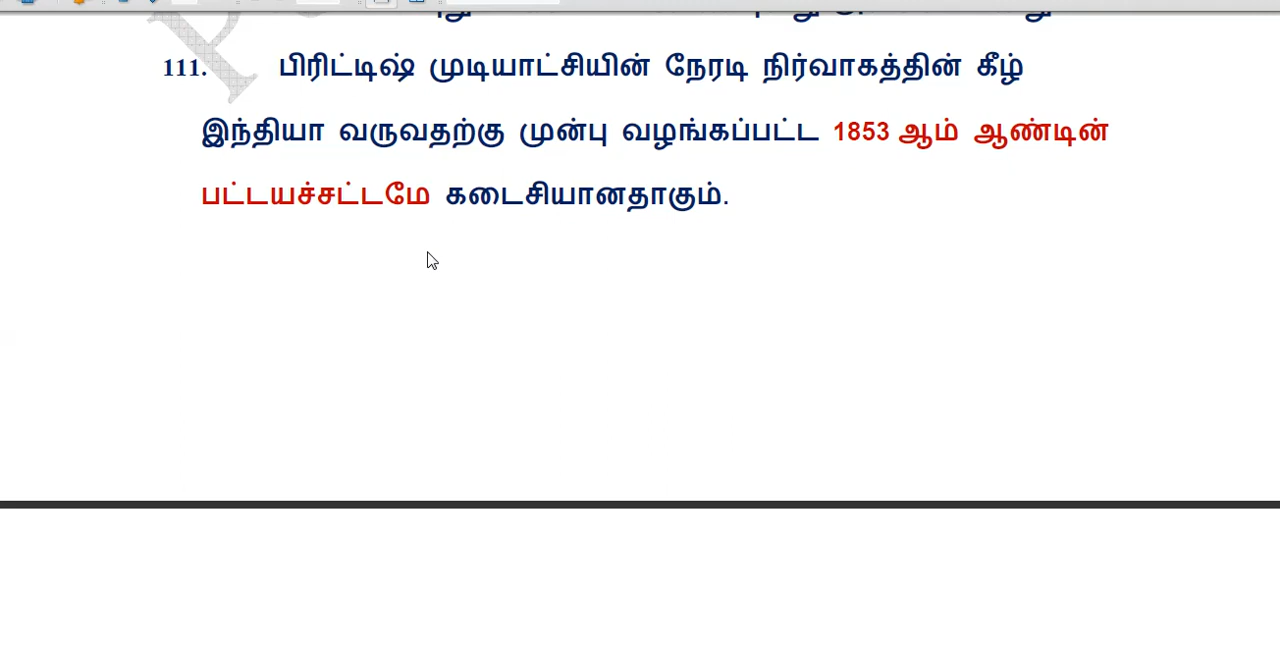 111. பிரிட்டிஷ் முடியாட்சியின் நேரடி நிர்வாகத்தின் கீழ்
இந்தியா வருவதற்கு முன்பு வழங்கப்பட்ட 1853 ஆம் ஆண்டின்
பட்டயச்சட்டமே கடைசியானதாகும்.